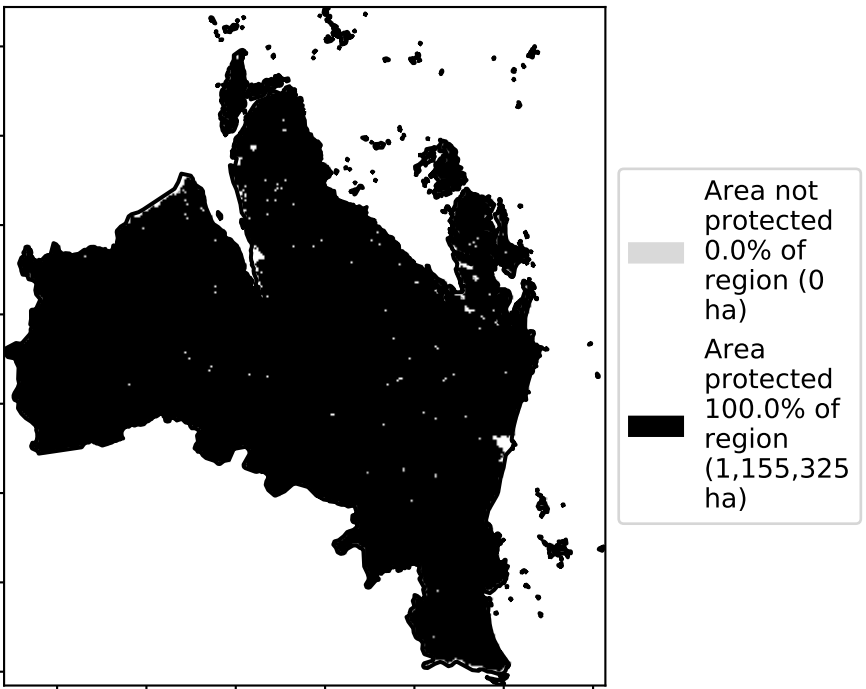 Area not
protected
0.0% of
region (0
ha)
Area
protected
100.0% of
region
(1,155,325
ha)